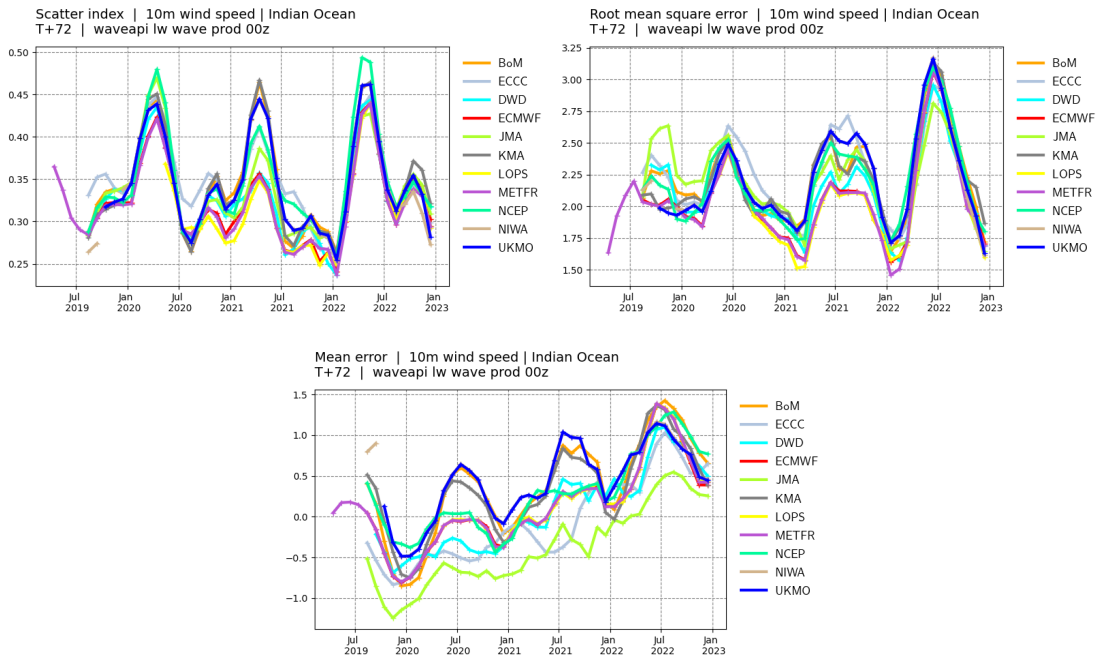 Scatter index | 10m wind speed | Indian Ocean
T+72 | waveapi lw wave prod 00z
0.50
0.45
0.40
0.35
0.30
0.25
Jul 2019
Jan 2020
Jul 2020
Jan 2021
Jul 2021
Jan 2022
Jul 2022
Jan 2023
BoM
ECCC
DWD
ECMWF
JMA
KMA
LOPS
METFR
NCEP
NIWA
UKMO
Root mean square error | 10m wind speed | Indian Ocean
T+72 | waveapi lw wave prod 00z
3.25
3.00
2.75
2.50
2.25
2.00
1.75
1.50
Jul 2019
Jan 2020
Jul 2020
Jan 2021
Jul 2021
Jan 2022
Jul 2022
Jan 2023
BoM
ECCC
DWD
ECMWF
JMA
KMA
LOPS
METFR
NCEP
NIWA
UKMO
Mean error | 10m wind speed | Indian Ocean
T+72 | waveapi lw wave prod 00z
1.5
1.0
0.5
0.0
−0.5
−1.0
Jul 2019
Jan 2020
Jul 2020
Jan 2021
Jul 2021
Jan 2022
Jul 2022
Jan 2023
BoM
ECCC
DWD
ECMWF
JMA
KMA
LOPS
METFR
NCEP
NIWA
UKMO